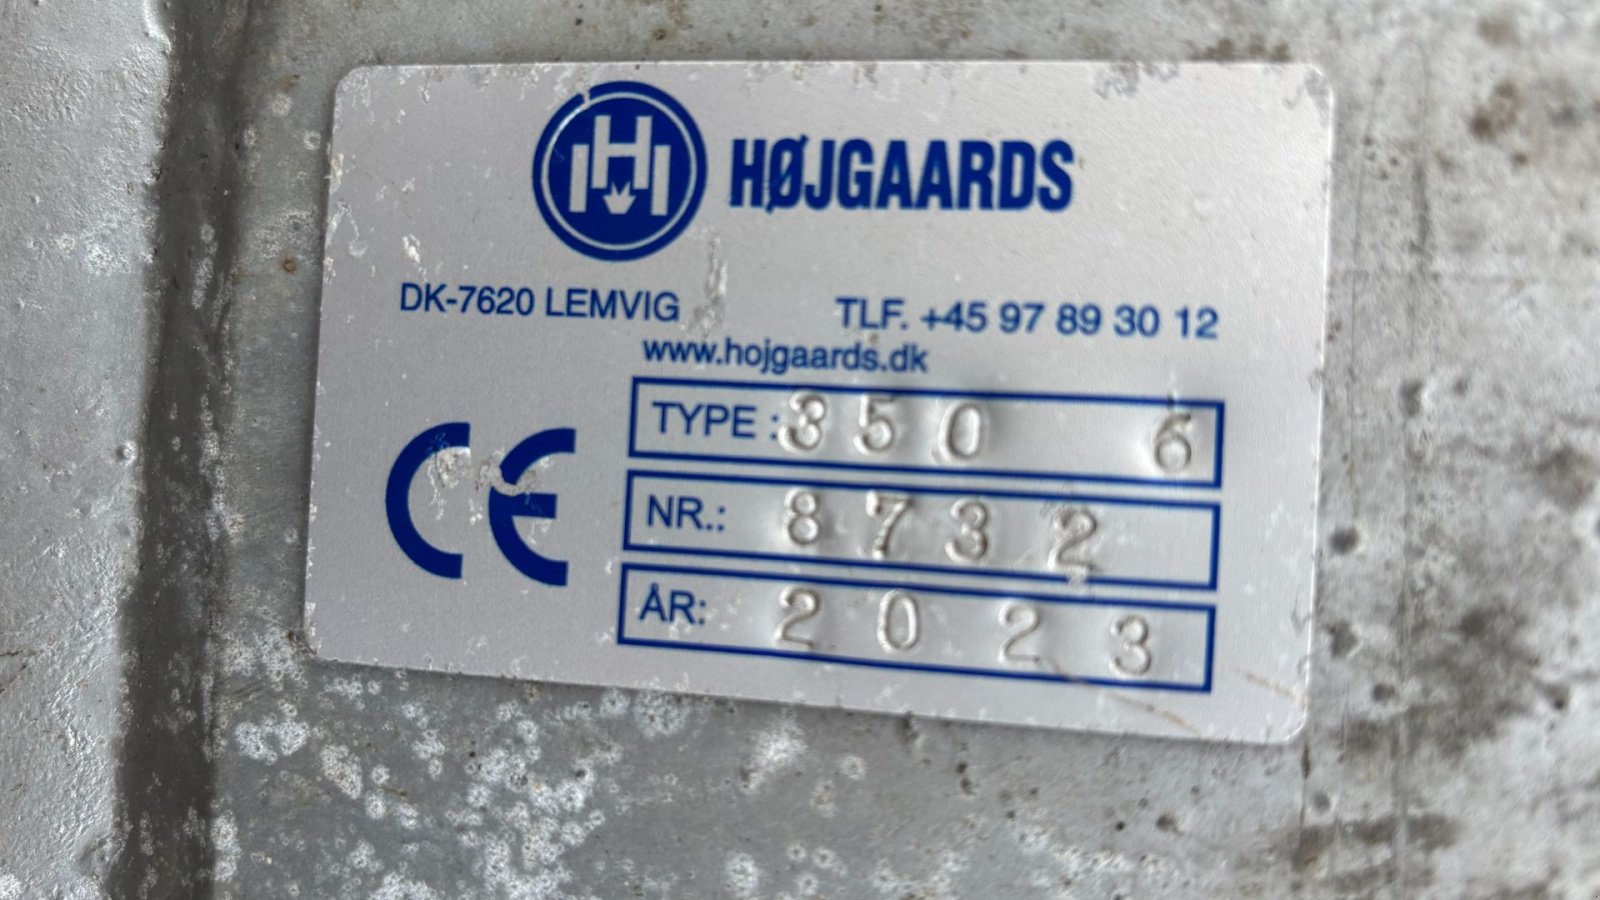 HØJGAARDS
DK-7620 LEMVIG TLF. +45 97 89 30 12
www.hojgaards.dk
CE
TYPE: 350 6
NR.: 8732
ÅR: 2023